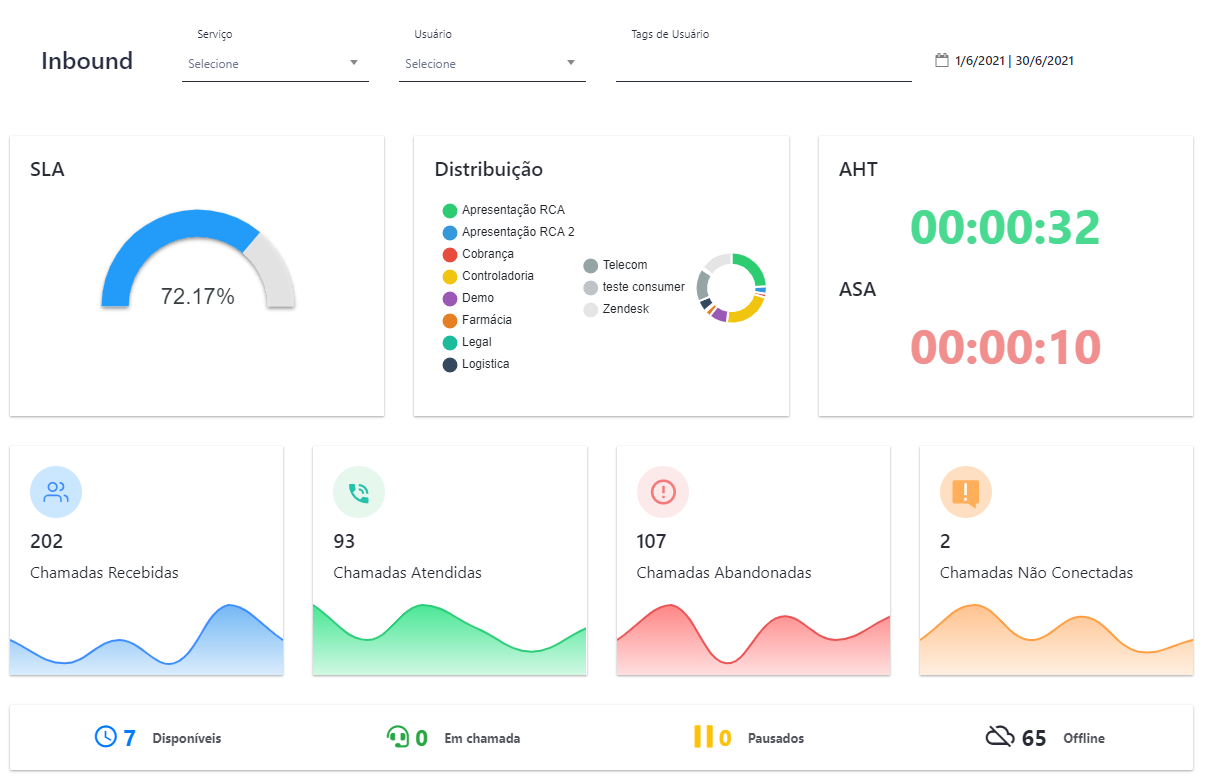 Inbound
Serviço
Selecione
Usuário
Selecione
Tags de Usuário
1/6/2021 | 30/6/2021
SLA
72.17%
Distribuição
Apresentação RCA
Apresentação RCA 2
Cobrança
Controladoria
Demo
Farmácia
Legal
Logistica
Telecom
teste consumer
Zendesk
AHT
00:00:32
ASA
00:00:10
202
Chamadas Recebidas
93
Chamadas Atendidas
107
Chamadas Abandonadas
2
Chamadas Não Conectadas
7 Disponíveis
0 Em chamada
0 Pausados
65 Offline